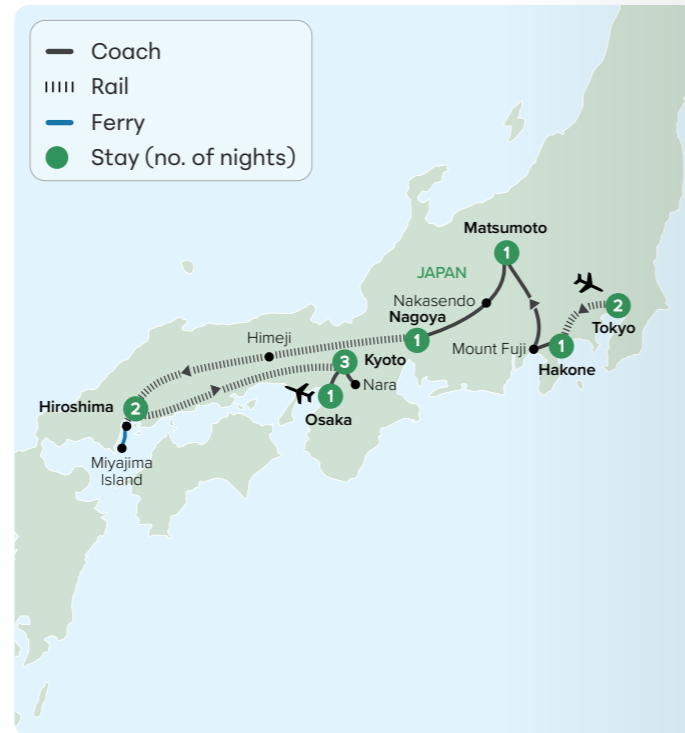 Coach
Rail
Ferry
Stay (no. of nights)
Matsumoto
1
JAPAN
Nakasendo
Nagoya
1
2
Tokyo
Mount Fuji
1
Hakone
Himeji
3
Kyoto
Nara
1
Osaka
Hiroshima
2
Miyajima
Island